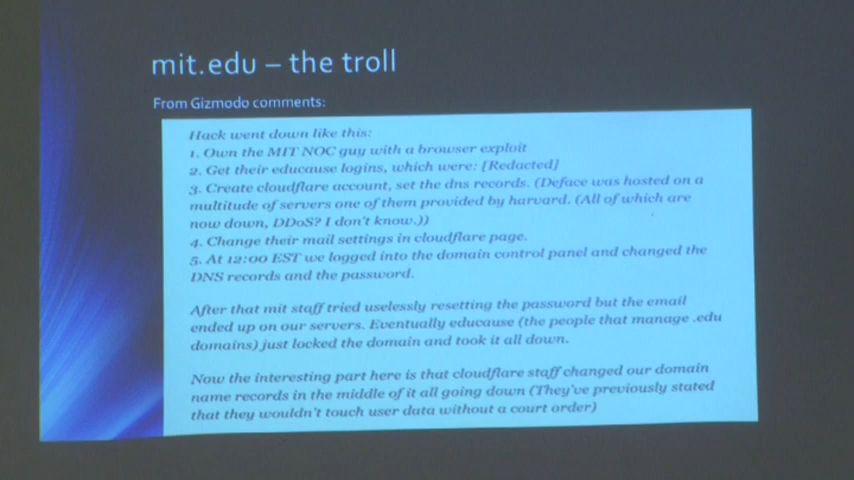 mit.edu – the troll
From Gizmodo comments:
Hack went down like this:
1. Own the MIT NOC guy with a browser exploit
2. Get their educause logins, which were: [Redacted]
3. Create cloudflare account, set the dns records. (Deface was hosted on a
multitude of servers one of them provided by harvard. (All of which are
now down, DDoS? I don't know.))
4. Change their mail settings in cloudflare page.
5. At 12:00 EST we logged into the domain control panel and changed the
DNS records and the password.
After that mit staff tried uselessly resetting the password but the email
ended up on our servers. Eventually educause (the people that manage .edu
domains) just locked the domain and took it all down.
Now the interesting part here is that cloudflare staff changed our domain
name records in the middle of it all going down (They've previously stated
that they wouldn't touch user data without a court order)